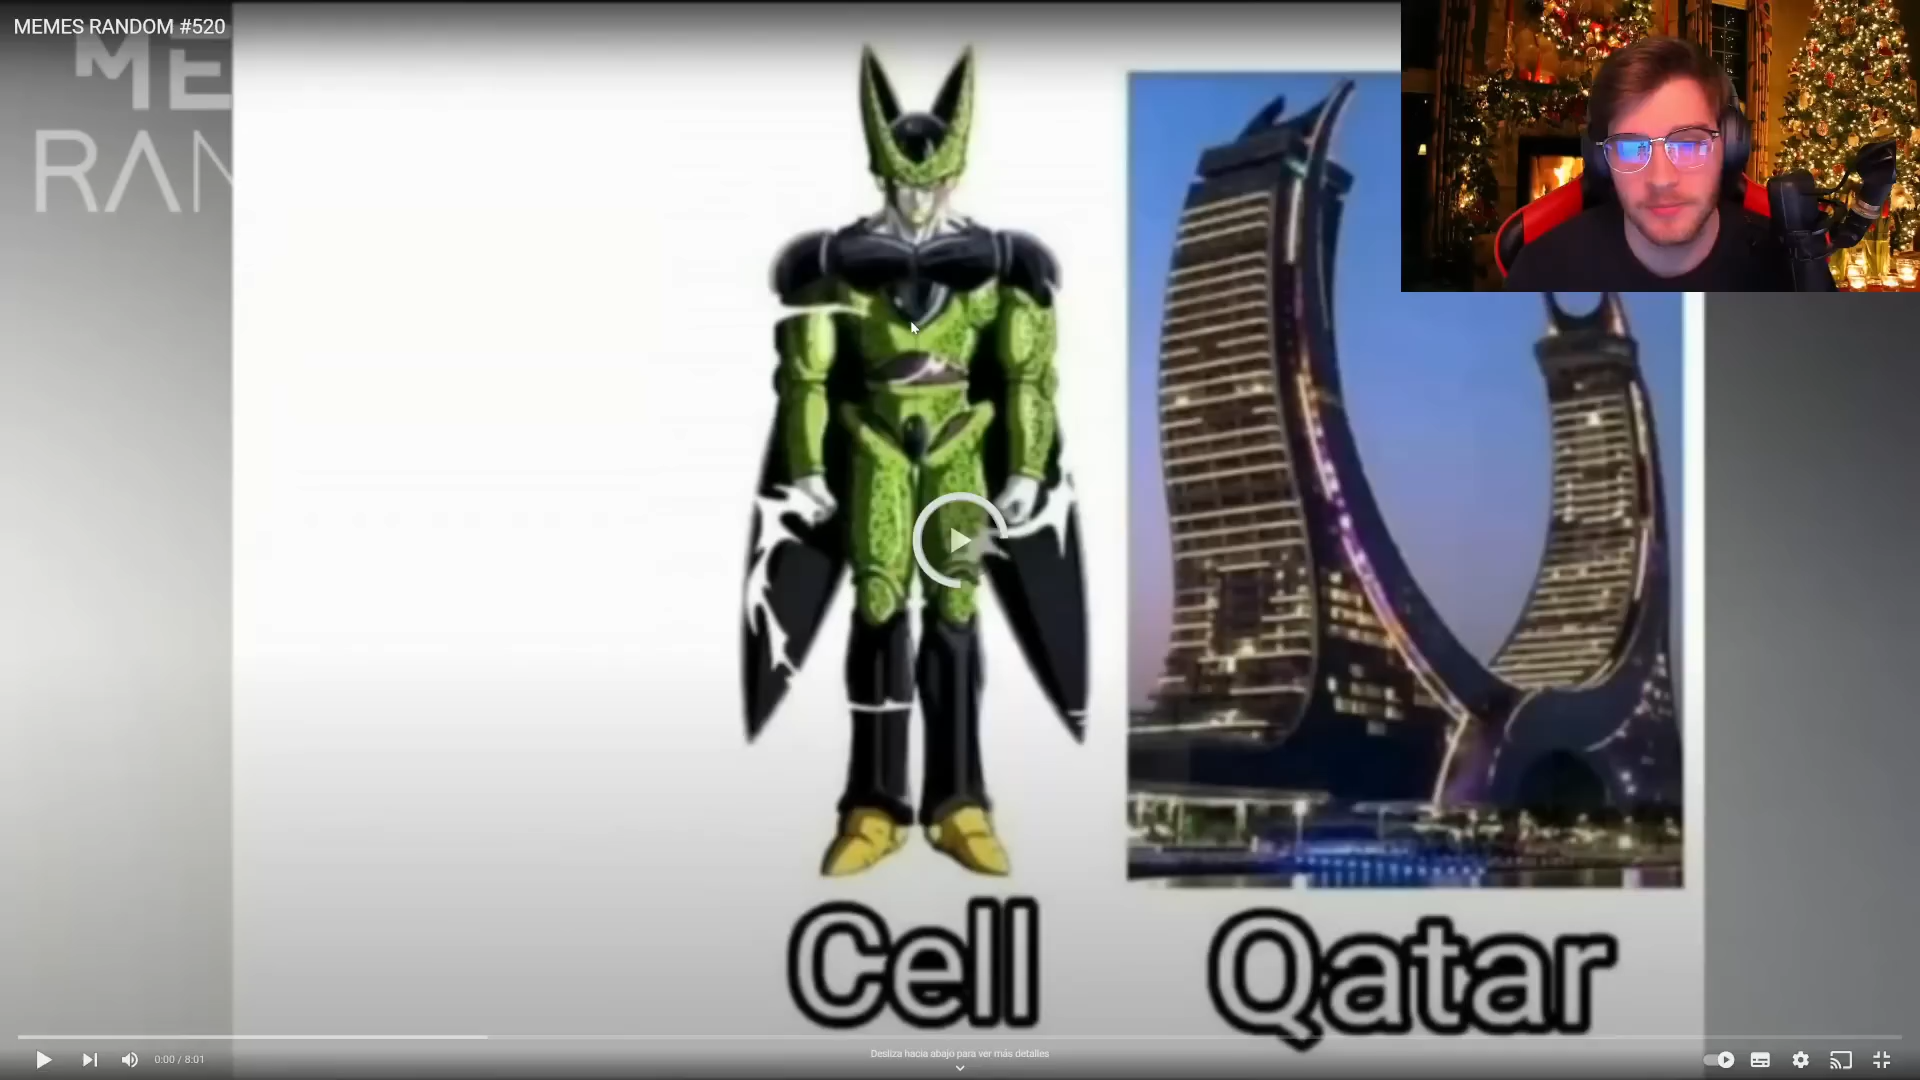 MEMES RANDOM #520
ME
RAN
Cell
Qatar
0:00 / 8:01
Desliza hacia abajo para ver más detalles